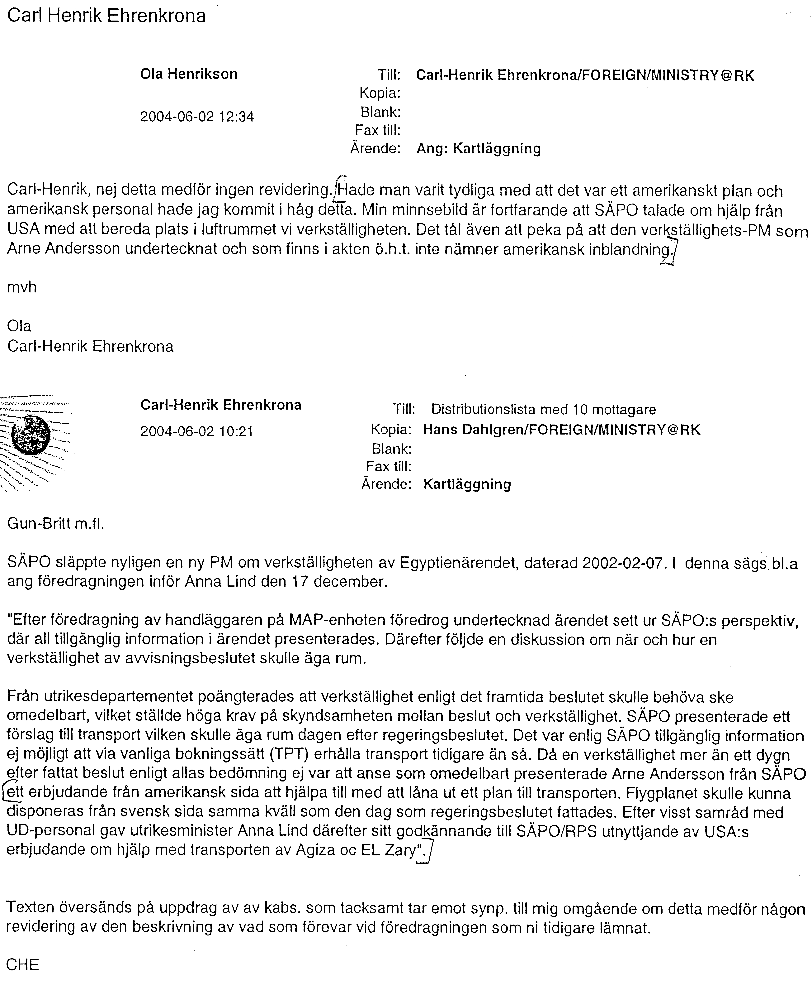 Carl Henrik Ehrenkrona
Ola Henrikson
2004-06-02 12:34
Till: Carl-Henrik Ehrenkrona/FOREIGN/MINISTRY@RK
Kopia:
Blank:
Fax till:
Ärende: Ang: Kartläggning
Carl-Henrik, nej detta medför ingen revidering. Hade man varit tydliga med att det var ett amerikanskt plan och
amerikansk personal hade jag kommit i håg detta. Min minnsebild är fortfarande att SÄPO talade om hjälp från
USA med att bereda plats i luftrummet vi verkställigheten. Det tål även att peka på att den verkställighets-PM som
Arne Andersson undertecknat och som finns i akten ö.h.t. inte nämner amerikansk inblandning.
mvh
Ola
Carl-Henrik Ehrenkrona
Carl-Henrik Ehrenkrona
2004-06-02 10:21
Till: Distributionslista med 10 mottagare
Kopia: Hans Dahlgren/FOREIGN/MINISTRY@RK
Blank:
Fax till:
Ärende: Kartläggning
Gun-Britt m.fl.
SÄPO släppte nyligen en ny PM om verkställigheten av Egyptienärendet, daterad 2002-02-07. I denna sägs bl.a
ang föredragningen inför Anna Lind den 17 december.
"Efter föredragning av handläggaren på MAP-enheten föredrog undertecknad ärendet sett ur SÄPO:s perspektiv,
där all tillgänglig information i ärendet presenterades. Därefter följde en diskussion om när och hur en
verkställighet av avvisningsbeslutet skulle äga rum.
Från utrikesdepartementet poängterades att verkställighet enligt det framtida beslutet skulle behöva ske
omedelbart, vilket ställde höga krav på skyndsamheten mellan beslut och verkställighet. SÄPO presenterade ett
förslag till transport vilken skulle äga rum dagen efter regeringsbeslutet. Det var enlig SÄPO tillgänglig information
ej möjligt att via vanliga bokningssätt (TPT) erhålla transport tidigare än så. Då en verkställighet mer än ett dygn
efter fattat beslut enligt allas bedömning ej var att anse som omedelbart presenterade Arne Andersson från SÄPO
ett erbjudande från amerikansk sida att hjälpa till med att låna ut ett plan till transporten. Flygplanet skulle kunna
disponeras från svensk sida samma kväll som den dag som regeringsbeslutet fattades. Efter visst samråd med
UD-personal gav utrikesminister Anna Lind därefter sitt godkännande till SÄPO/RPS utnyttjande av USA:s
erbjudande om hjälp med transporten av Agiza oc EL Zary".
Texten översänds på uppdrag av av kabs. som tacksamt tar emot synp. till mig omgående om detta medför någon
revidering av den beskrivning av vad som förevar vid föredragningen som ni tidigare lämnat.
CHE